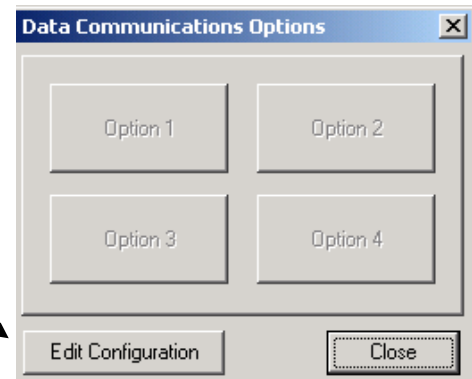 Data Communications Options
Option 1 Option 2
Option 3 Option 4
Edit Configuration Close